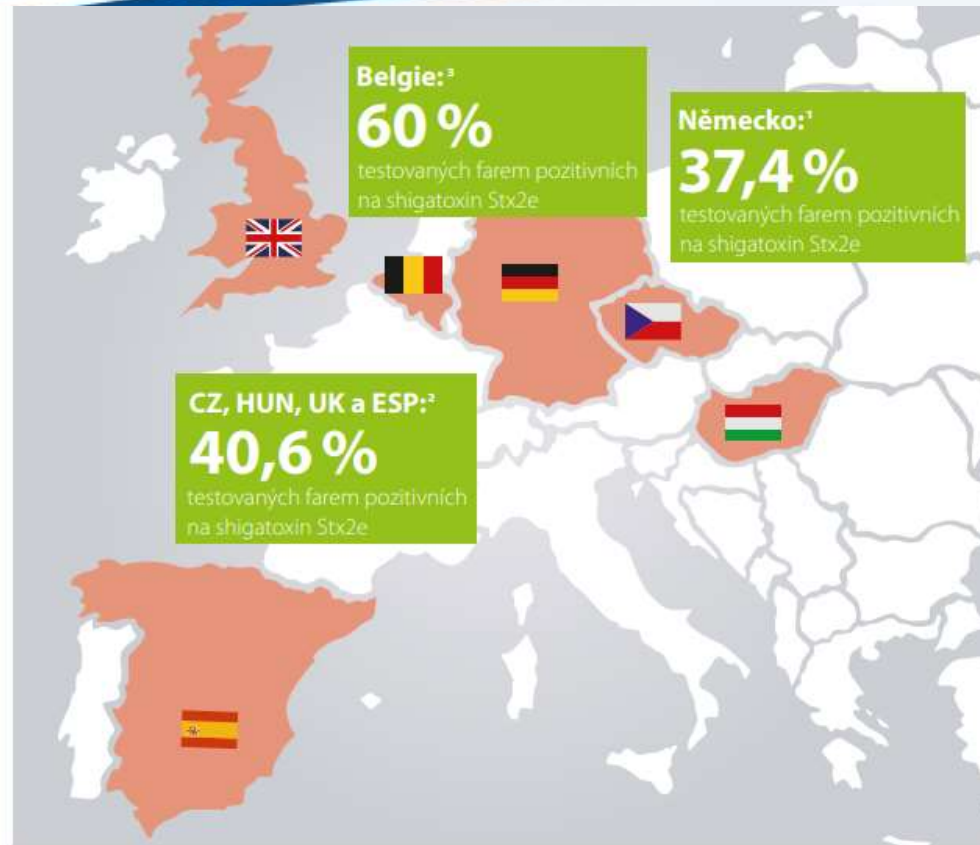 Belgie:³
60 %
testovaných farem pozitivních
na shigatoxin Stx2e
Německo:¹
37,4 %
testovaných farem pozitivních
na shigatoxin Stx2e
CZ, HUN, UK a ESP:²
40,6 %
testovaných farem pozitivních
na shigatoxin Stx2e